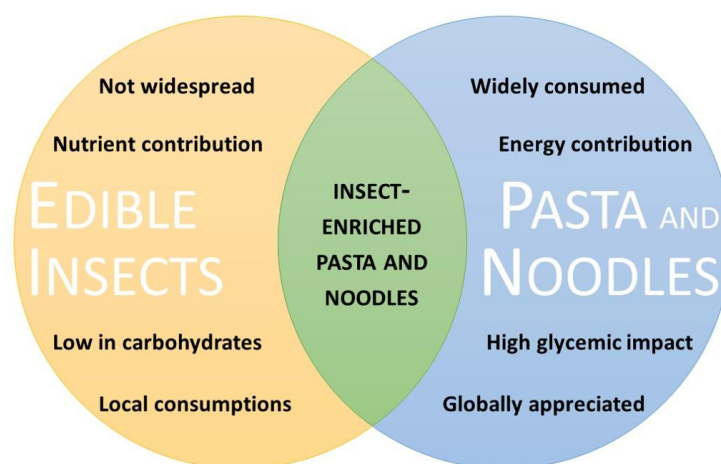 Not widespread
Nutrient contribution
EDIBLE
INSECTS
Low in carbohydrates
Local consumptions
INSECT-
ENRICHED
PASTA AND
NOODLES
Widely consumed
Energy contribution
PASTA AND
NOODLES
High glycemic impact
Globally appreciated